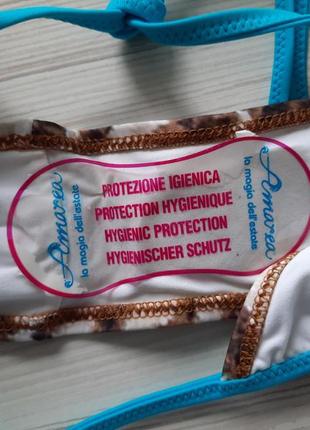 Amarea
la magia dell'estate
PROTEZIONE IGIENICA
PROTECTION HYGIENIQUE
HYGIENIC PROTECTION
HYGIENISCHER SCHUTZ
Amarea
la magia dell'estate